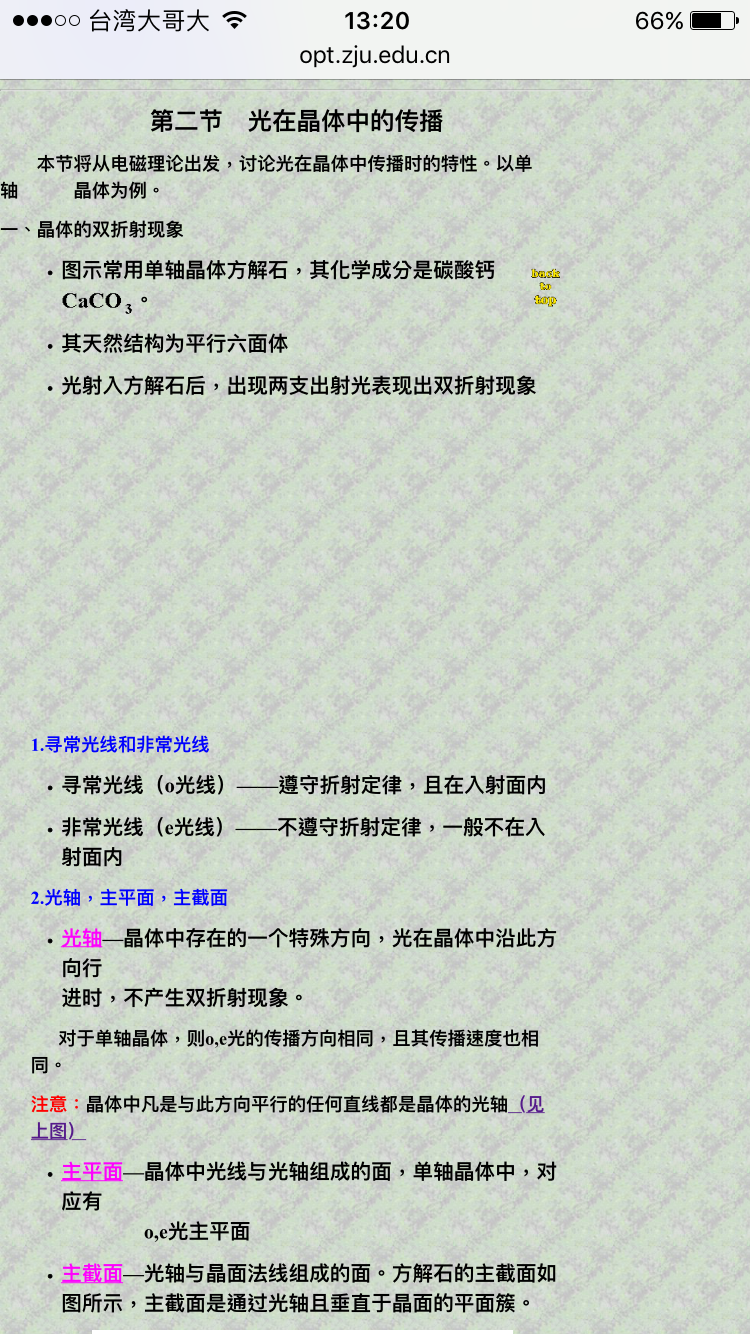 台湾大哥大 13:20 66%
opt.zju.edu.cn
第二节 光在晶体中的传播
本节将从电磁理论出发，讨论光在晶体中传播时的特性。以单
轴 晶体为例。
一、晶体的双折射现象
• 图示常用单轴晶体方解石，其化学成分是碳酸钙
CaCO3。
back
to
top
• 其天然结构为平行六面体
• 光射入方解石后，出现两支出射光表现出双折射现象
1.寻常光线和非常光线
• 寻常光线（o光线）——遵守折射定律，且在入射面内
• 非常光线（e光线）——不遵守折射定律，一般不在入
射面内
2.光轴，主平面，主截面
• 光轴—晶体中存在的一个特殊方向，光在晶体中沿此方
向行
进时，不产生双折射现象。
对于单轴晶体，则o,e光的传播方向相同，且其传播速度也相
同。
注意：晶体中凡是与此方向平行的任何直线都是晶体的光轴（见
上图）
• 主平面—晶体中光线与光轴组成的面，单轴晶体中，对
应有
o,e光主平面
• 主截面—光轴与晶面法线组成的面。方解石的主截面如
图所示，主截面是通过光轴且垂直于晶面的平面簇。